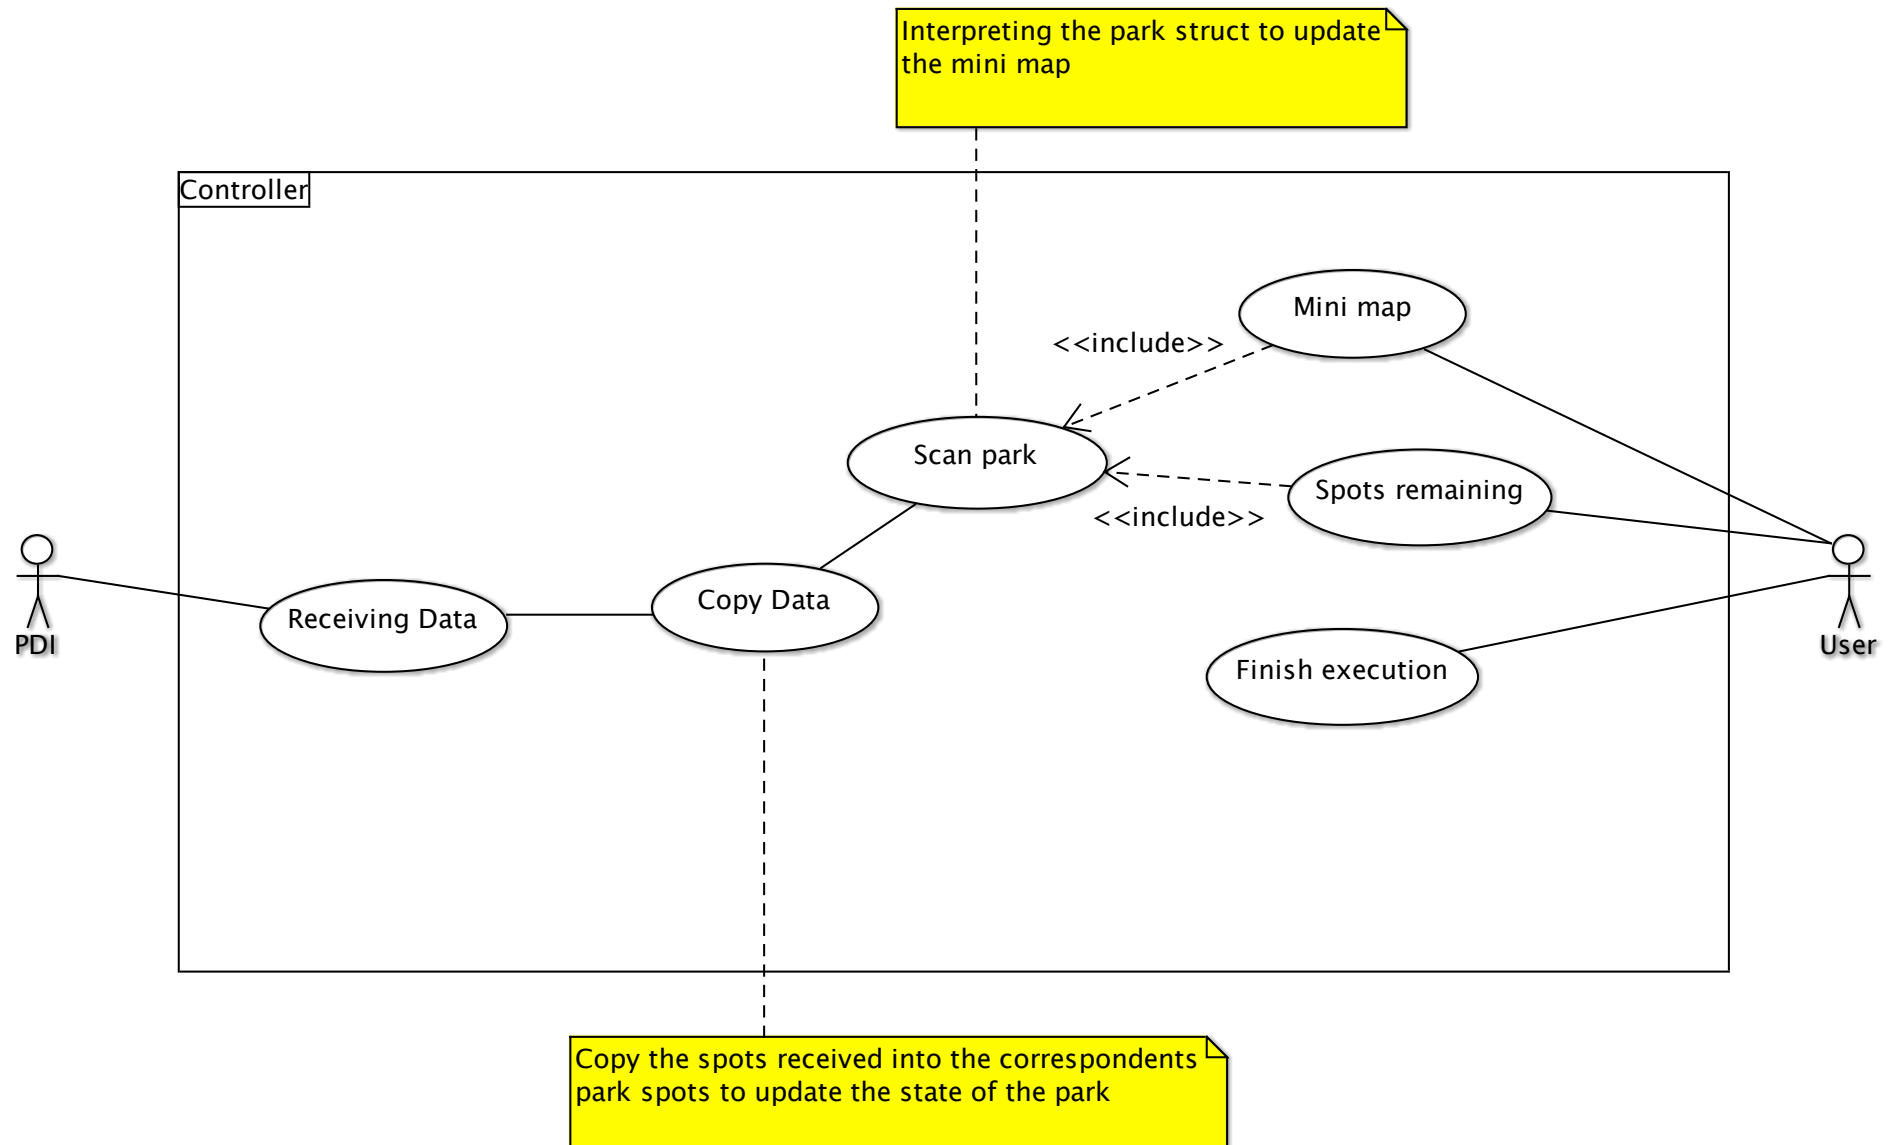 Interpreting the park struct to update
the mini map
Controller
Mini map
<<include>>
Scan park
Spots remaining
<<include>>
Copy Data
Receiving Data
PDI
User
Finish execution
Copy the spots received into the correspondents
park spots to update the state of the park